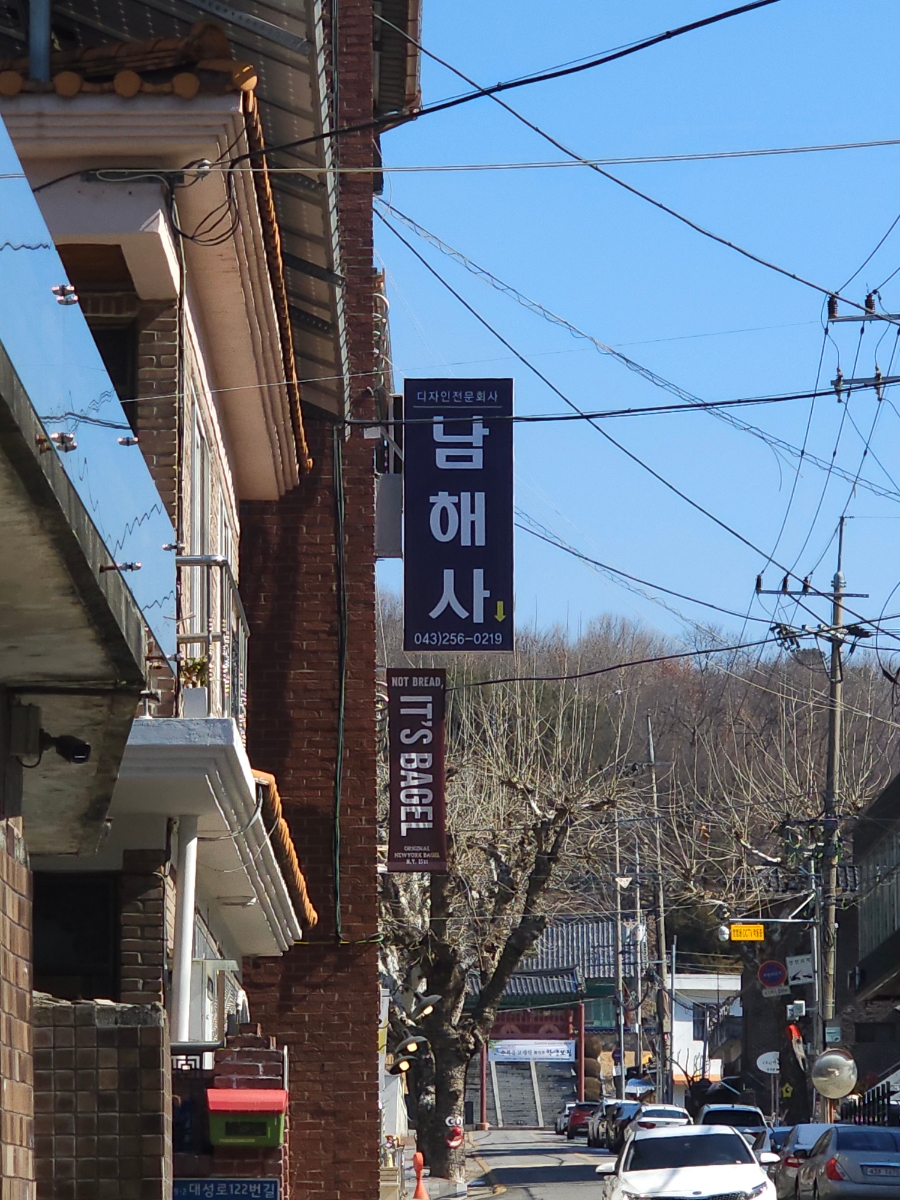 디자인전문회사
남
해
사
043)256-0219
NOT BREAD,
IT'S BAGEL
ORIGINAL
NEWYORK BAGEL
대성로122번길